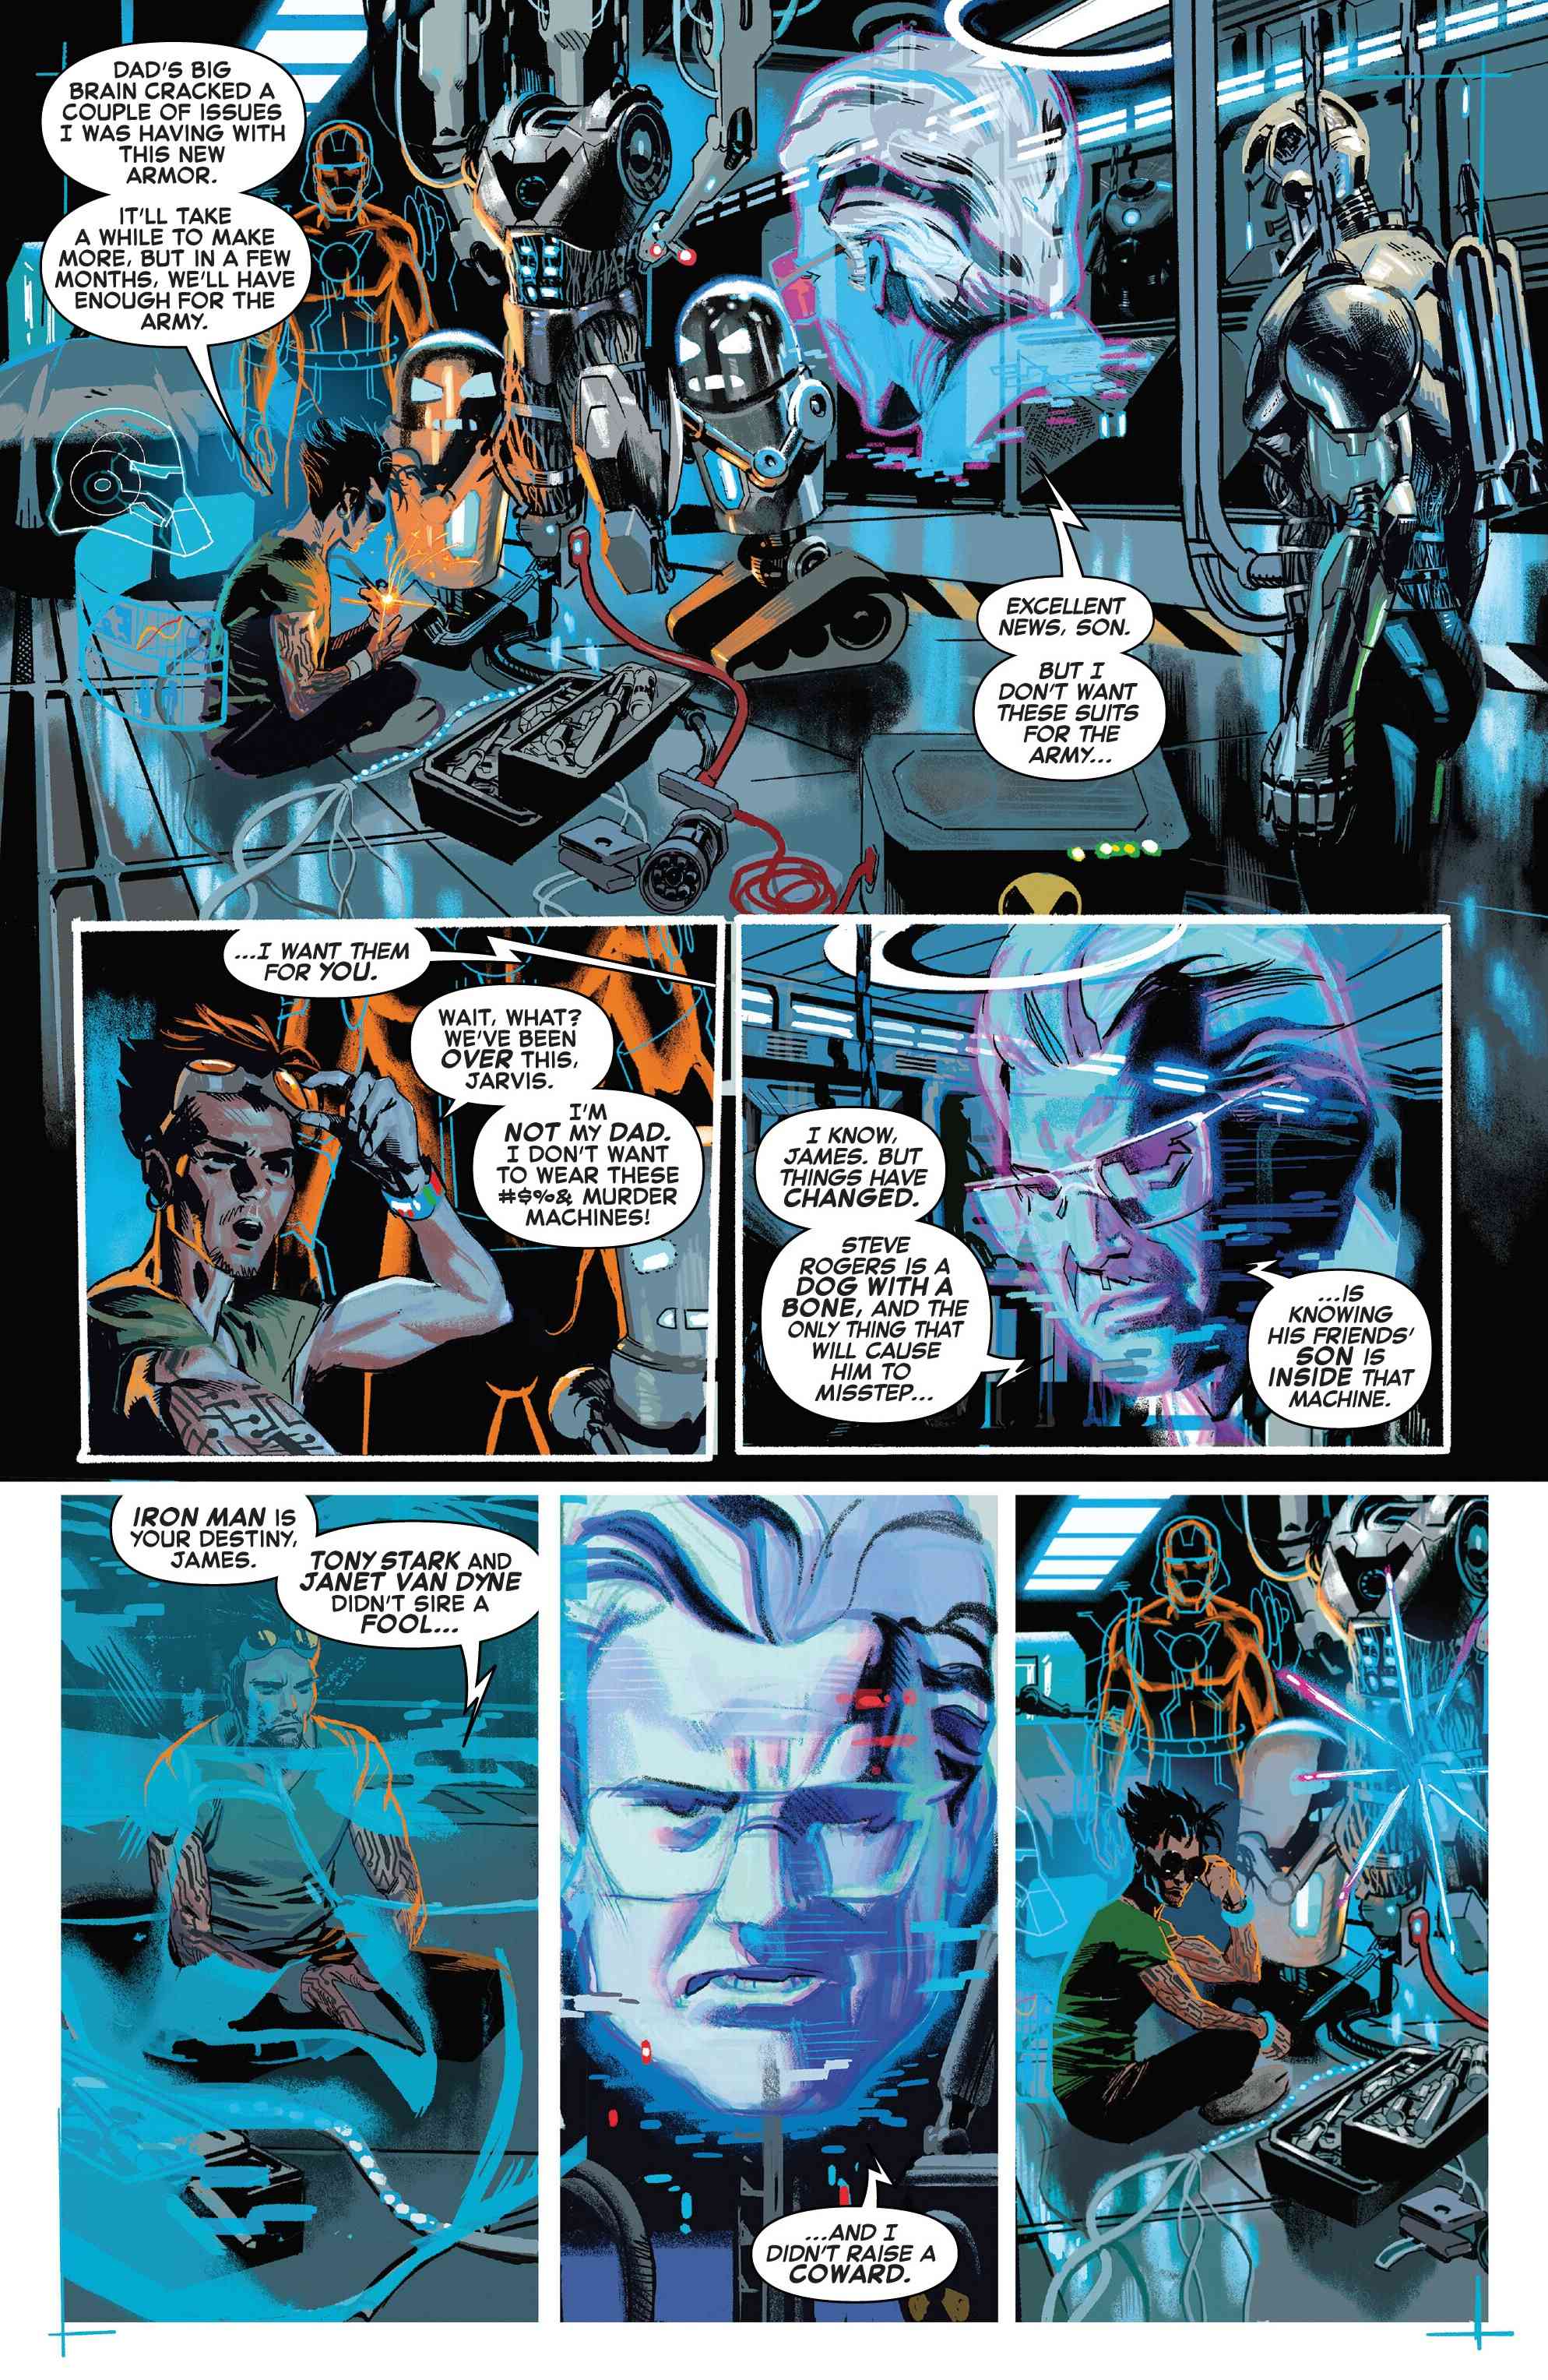 DAD'S BIG
BRAIN CRACKED A
COUPLE OF ISSUES
I WAS HAVING WITH
THIS NEW
ARMOR.
IT'LL TAKE
A WHILE TO MAKE
MORE, BUT IN A FEW
MONTHS, WE'LL HAVE
ENOUGH FOR THE
ARMY.
EXCELLENT
NEWS, SON.
BUT I
DON'T WANT
THESE SUITS
FOR THE
ARMY...
...I WANT THEM
FOR YOU.
WAIT, WHAT?
WE'VE BEEN
OVER THIS,
JARVIS.
I'M
NOT MY DAD.
I DON'T WANT
TO WEAR THESE
#$%& MURDER
MACHINES!
I KNOW,
JAMES. BUT
THINGS HAVE
CHANGED.
STEVE
ROGERS IS A
DOG WITH A
BONE, AND THE
ONLY THING THAT
WILL CAUSE
HIM TO
MISSTEP...
...IS
KNOWING
HIS FRIENDS'
SON IS
INSIDE THAT
MACHINE.
IRON MAN IS
YOUR DESTINY,
JAMES.
TONY STARK AND
JANET VAN DYNE
DIDN'T SIRE A
FOOL...
...AND I
DIDN'T RAISE A
COWARD.